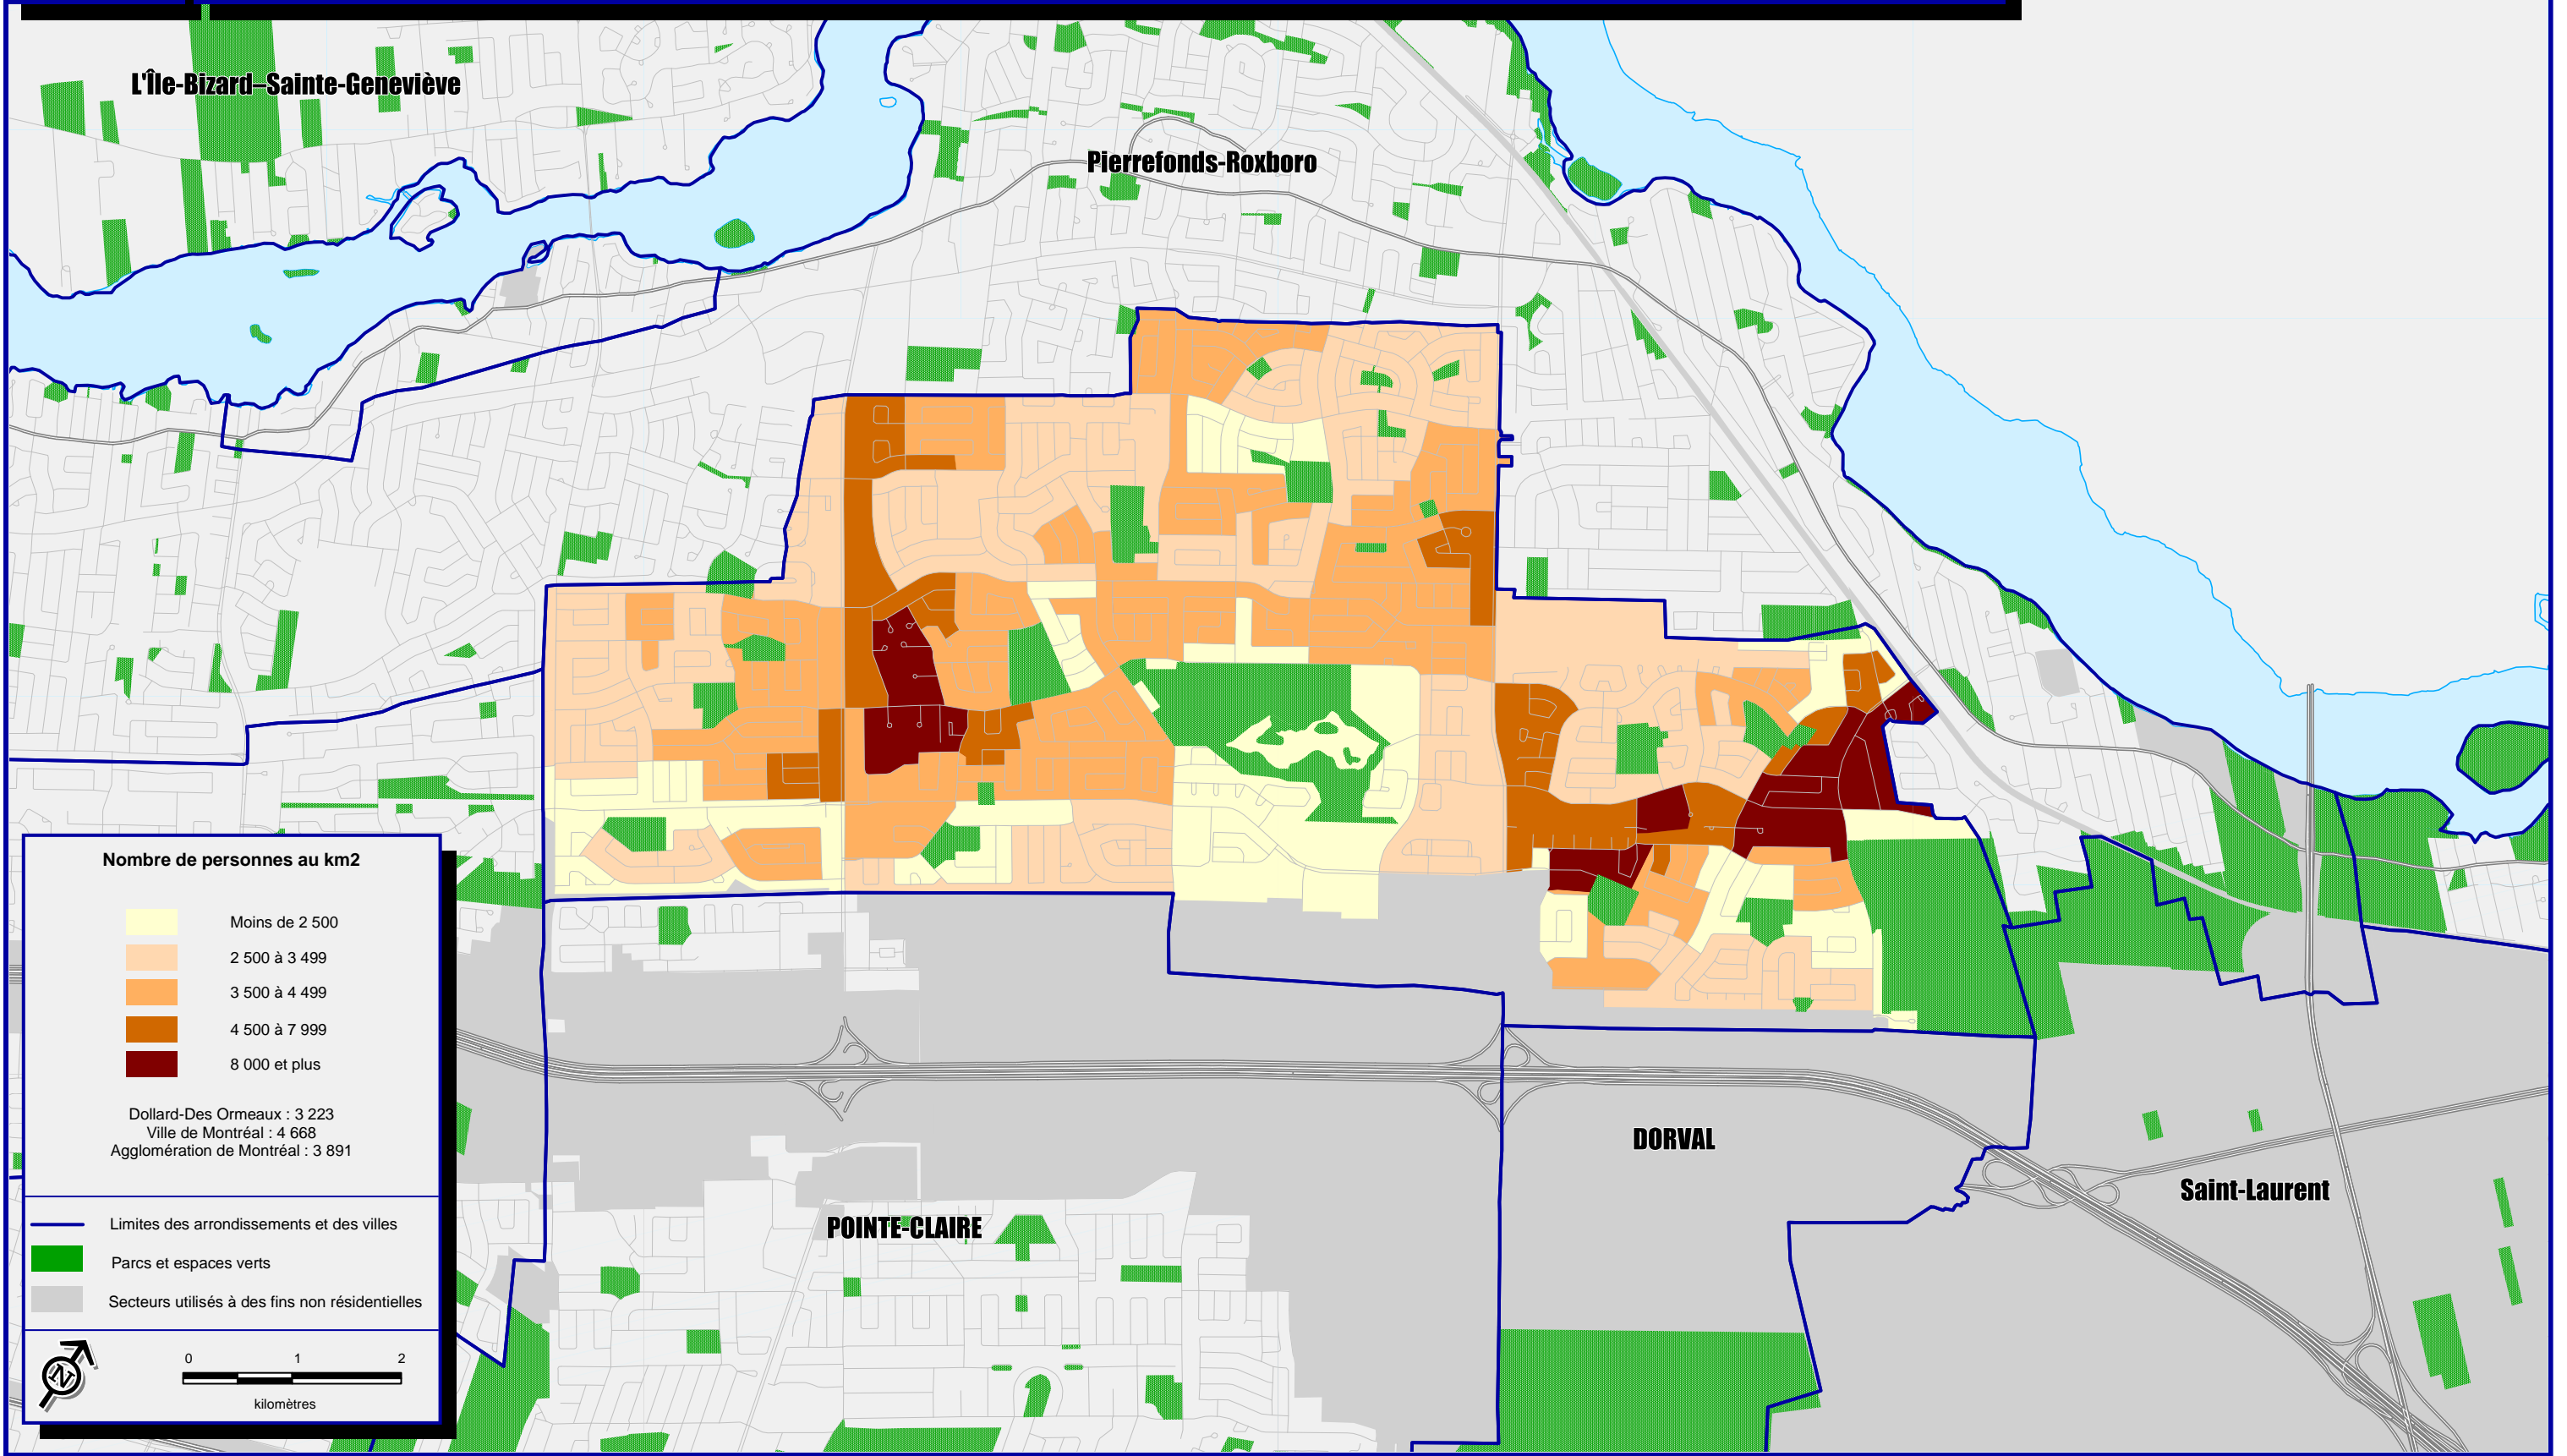 L'Île-Bizard–Sainte-Geneviève
Pierrefonds-Roxboro
Nombre de personnes au km2
Moins de 2 500
2 500 à 3 499
3 500 à 4 499
4 500 à 7 999
8 000 et plus
Dollard-Des Ormeaux : 3 223
Ville de Montréal : 4 668
Agglomération de Montréal : 3 891
Limites des arrondissements et des villes
Parcs et espaces verts
Secteurs utilisés à des fins non résidentielles
N
0 1 2
kilomètres
POINTE-CLAIRE
DORVAL
Saint-Laurent